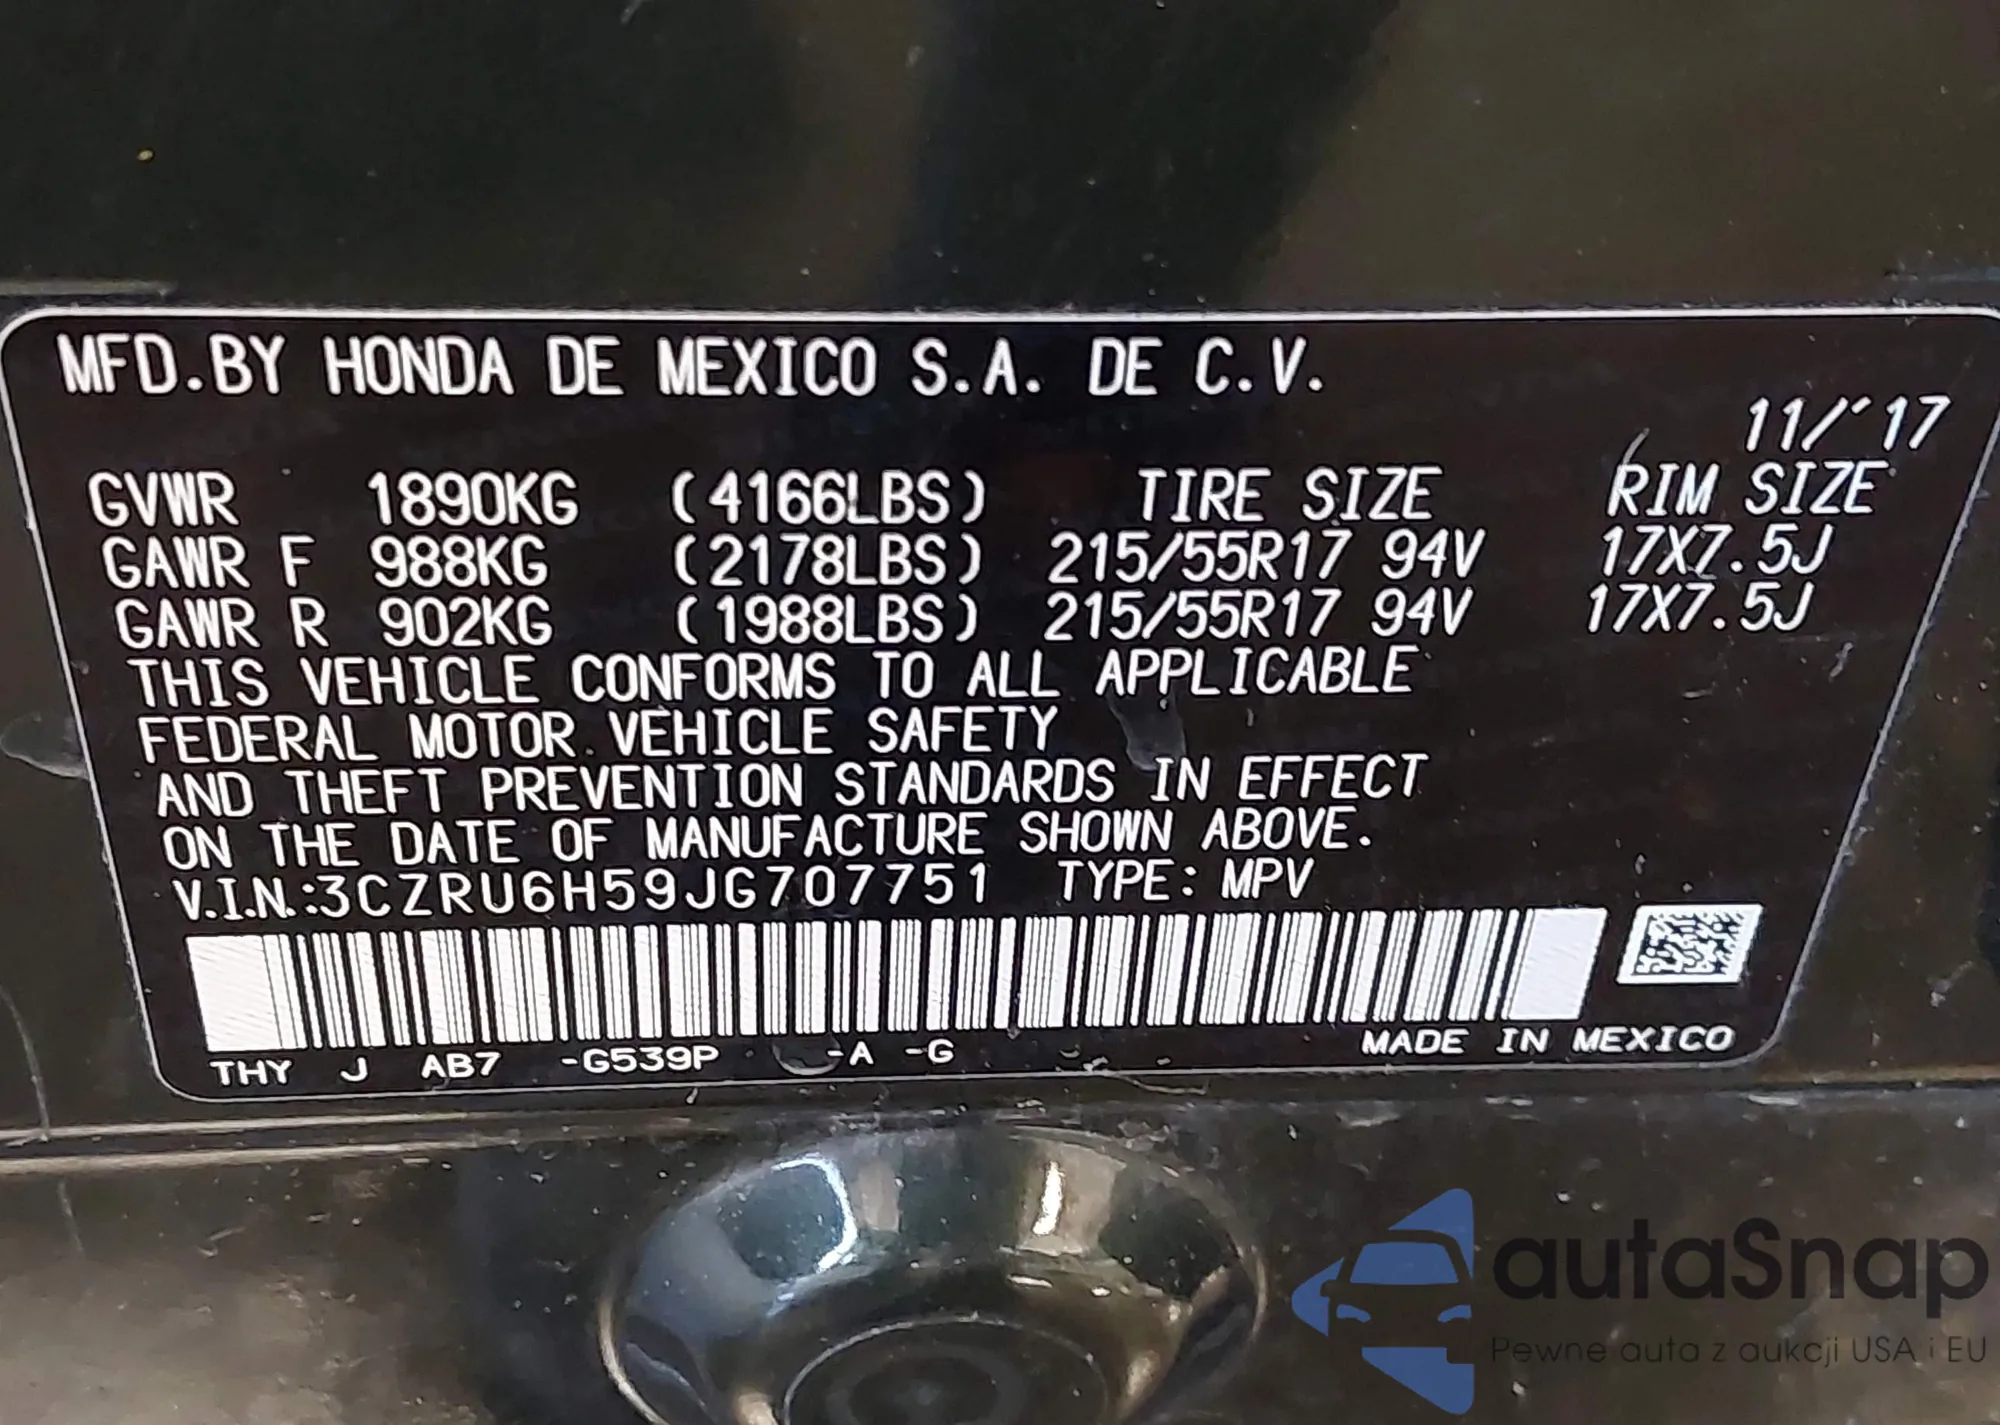 MFD.BY HONDA DE MEXICO S.A. DE C.V.
11/'17
GVWR 1890KG (4166LBS) TIRE SIZE RIM SIZE
GAWR F 988KG (2178LBS) 215/55R17 94V 17X7.5J
GAWR R 902KG (1988LBS) 215/55R17 94V 17X7.5J
THIS VEHICLE CONFORMS TO ALL APPLICABLE
FEDERAL MOTOR VEHICLE SAFETY
AND THEFT PREVENTION STANDARDS IN EFFECT
ON THE DATE OF MANUFACTURE SHOWN ABOVE.
V.I.N.:3CZRU6H59JG707751 TYPE: MPV
THY J AB7 -G539P -A -G MADE IN MEXICO
autaSnap
Pewne auta z aukcji USA i EU